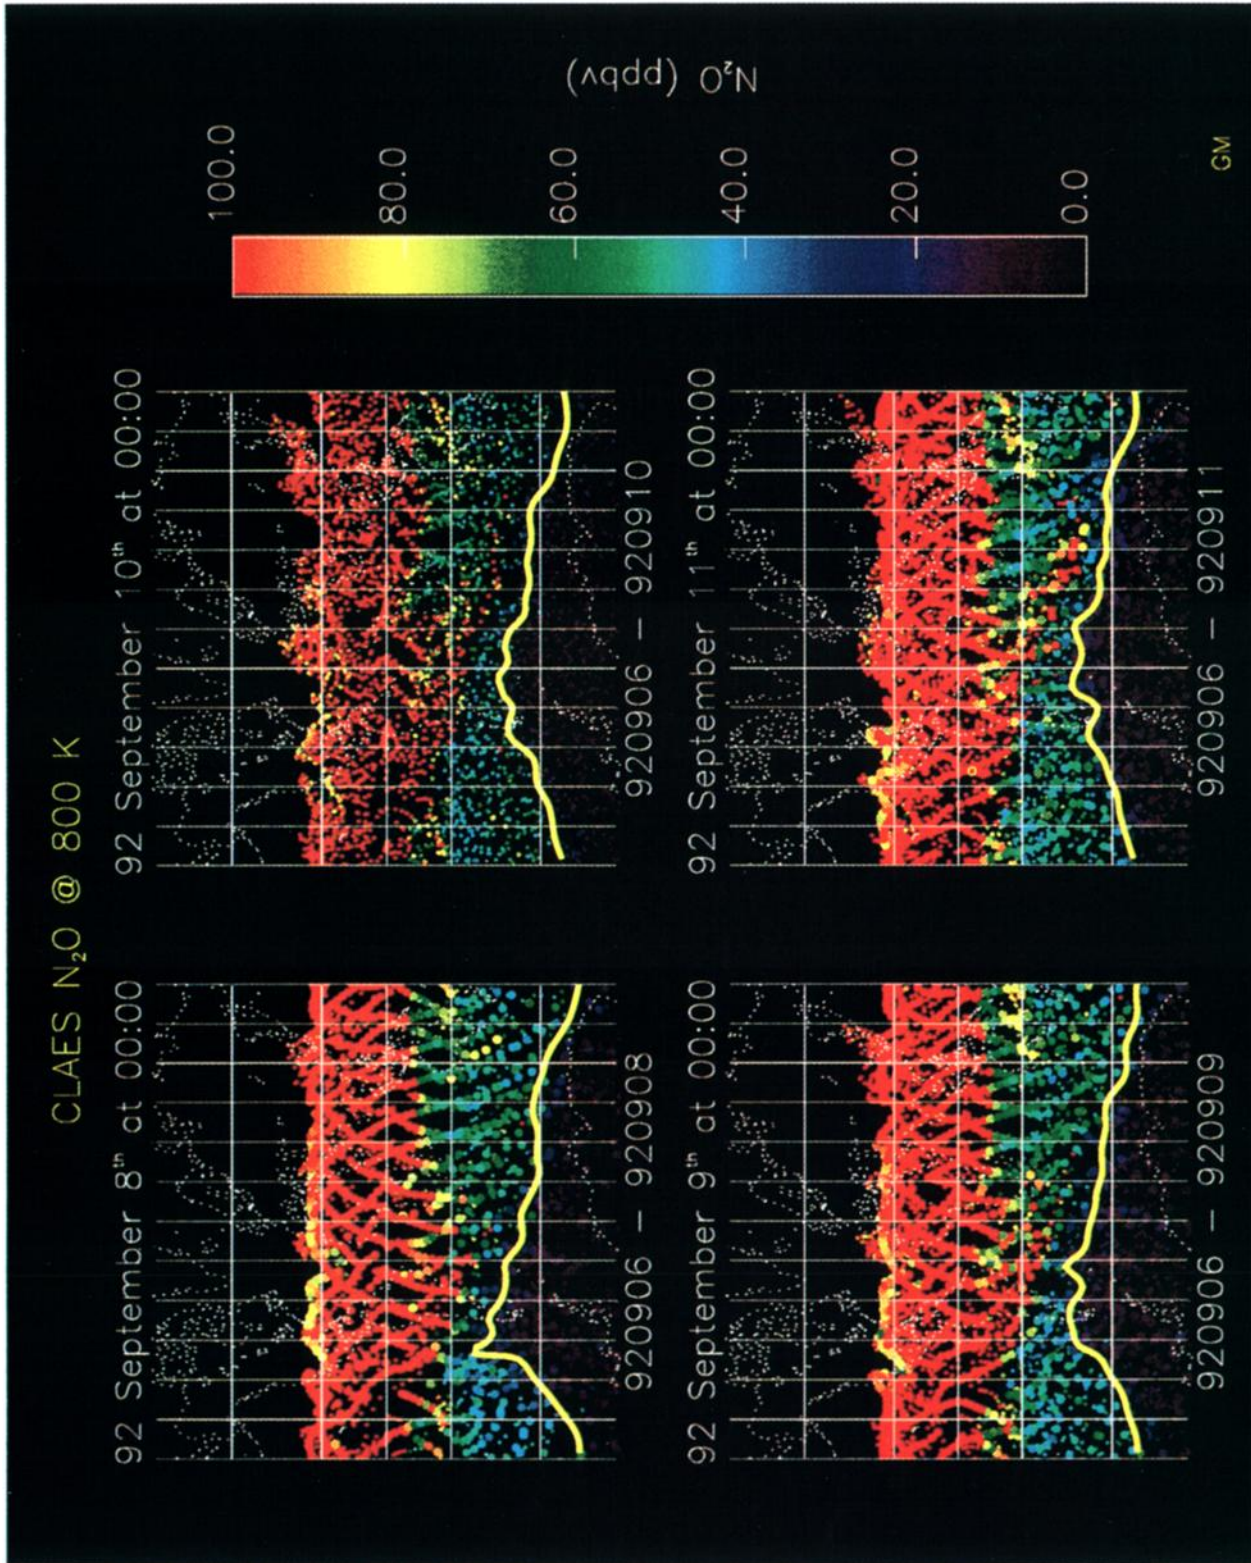 CLAES N₂O @ 800 K
92 September 8ᵗʰ at 00:00
92 September 10ᵗʰ at 00:00
920906 – 920908
920906 – 920910
92 September 9ᵗʰ at 00:00
92 September 11ᵗʰ at 00:00
920906 – 920909
920906 – 920911
100.0
80.0
60.0
40.0
20.0
0.0
N₂O (ppbv)
GM